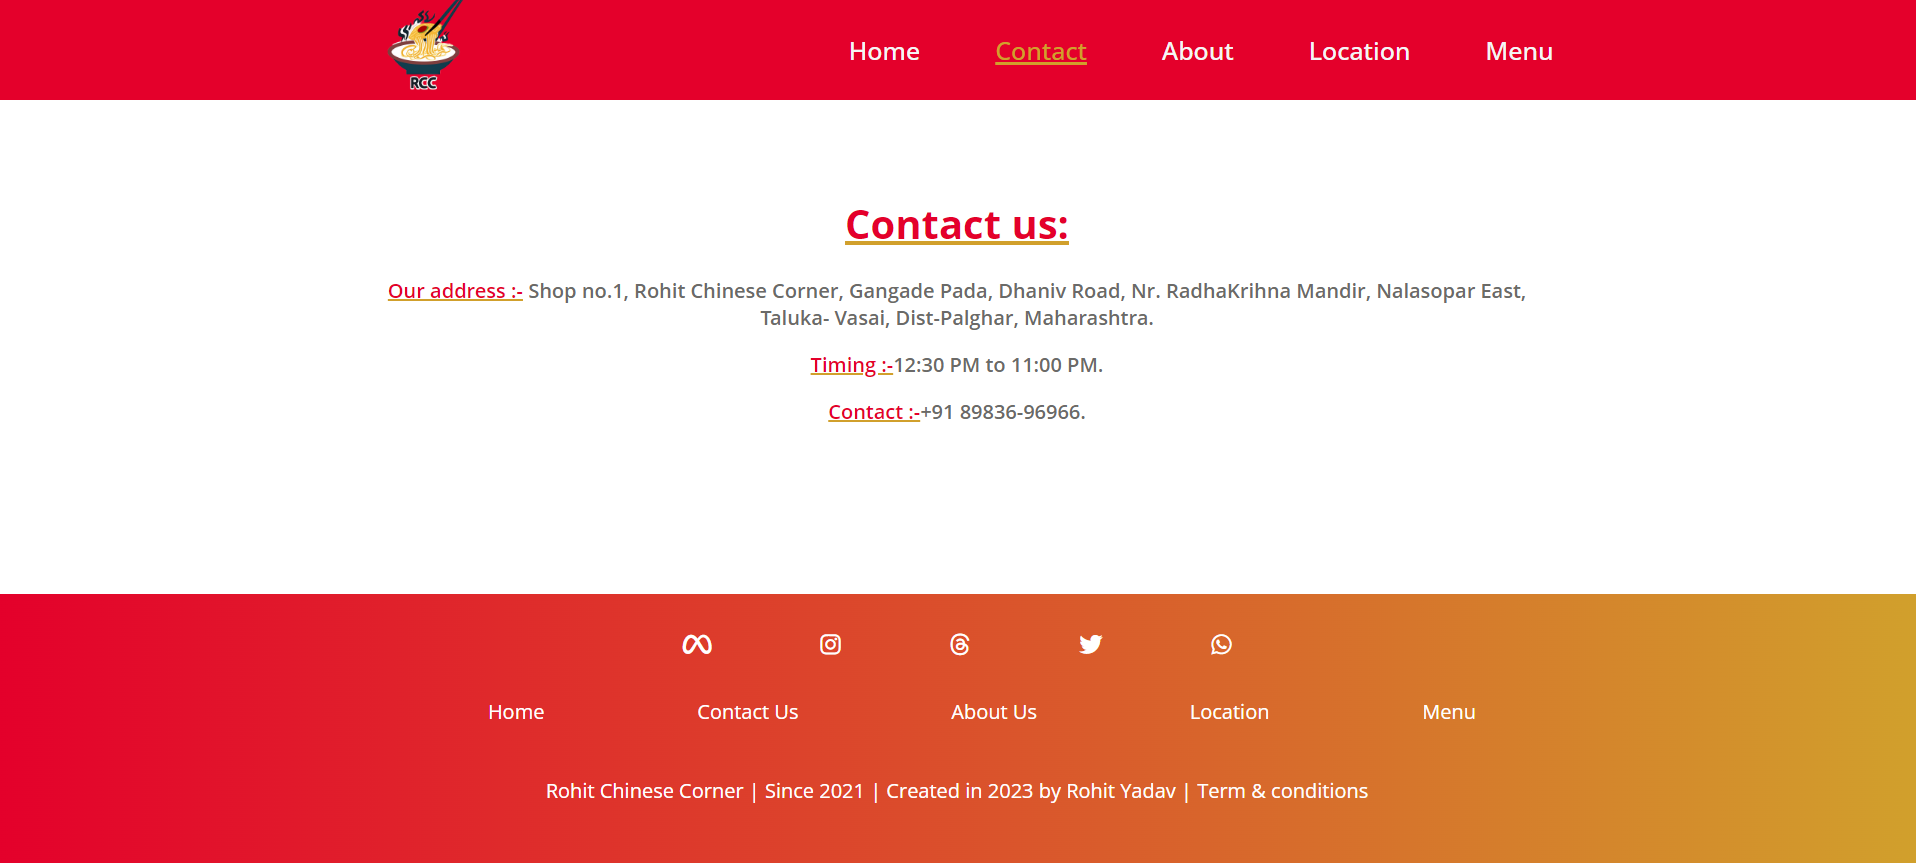 RCC
Home Contact About Location Menu
Contact us:
Our address :- Shop no.1, Rohit Chinese Corner, Gangade Pada, Dhaniv Road, Nr. RadhaKrihna Mandir, Nalasopar East,
Taluka- Vasai, Dist-Palghar, Maharashtra.
Timing :-12:30 PM to 11:00 PM.
Contact :-+91 89836-96966.
Home Contact Us About Us Location Menu
Rohit Chinese Corner | Since 2021 | Created in 2023 by Rohit Yadav | Term & conditions